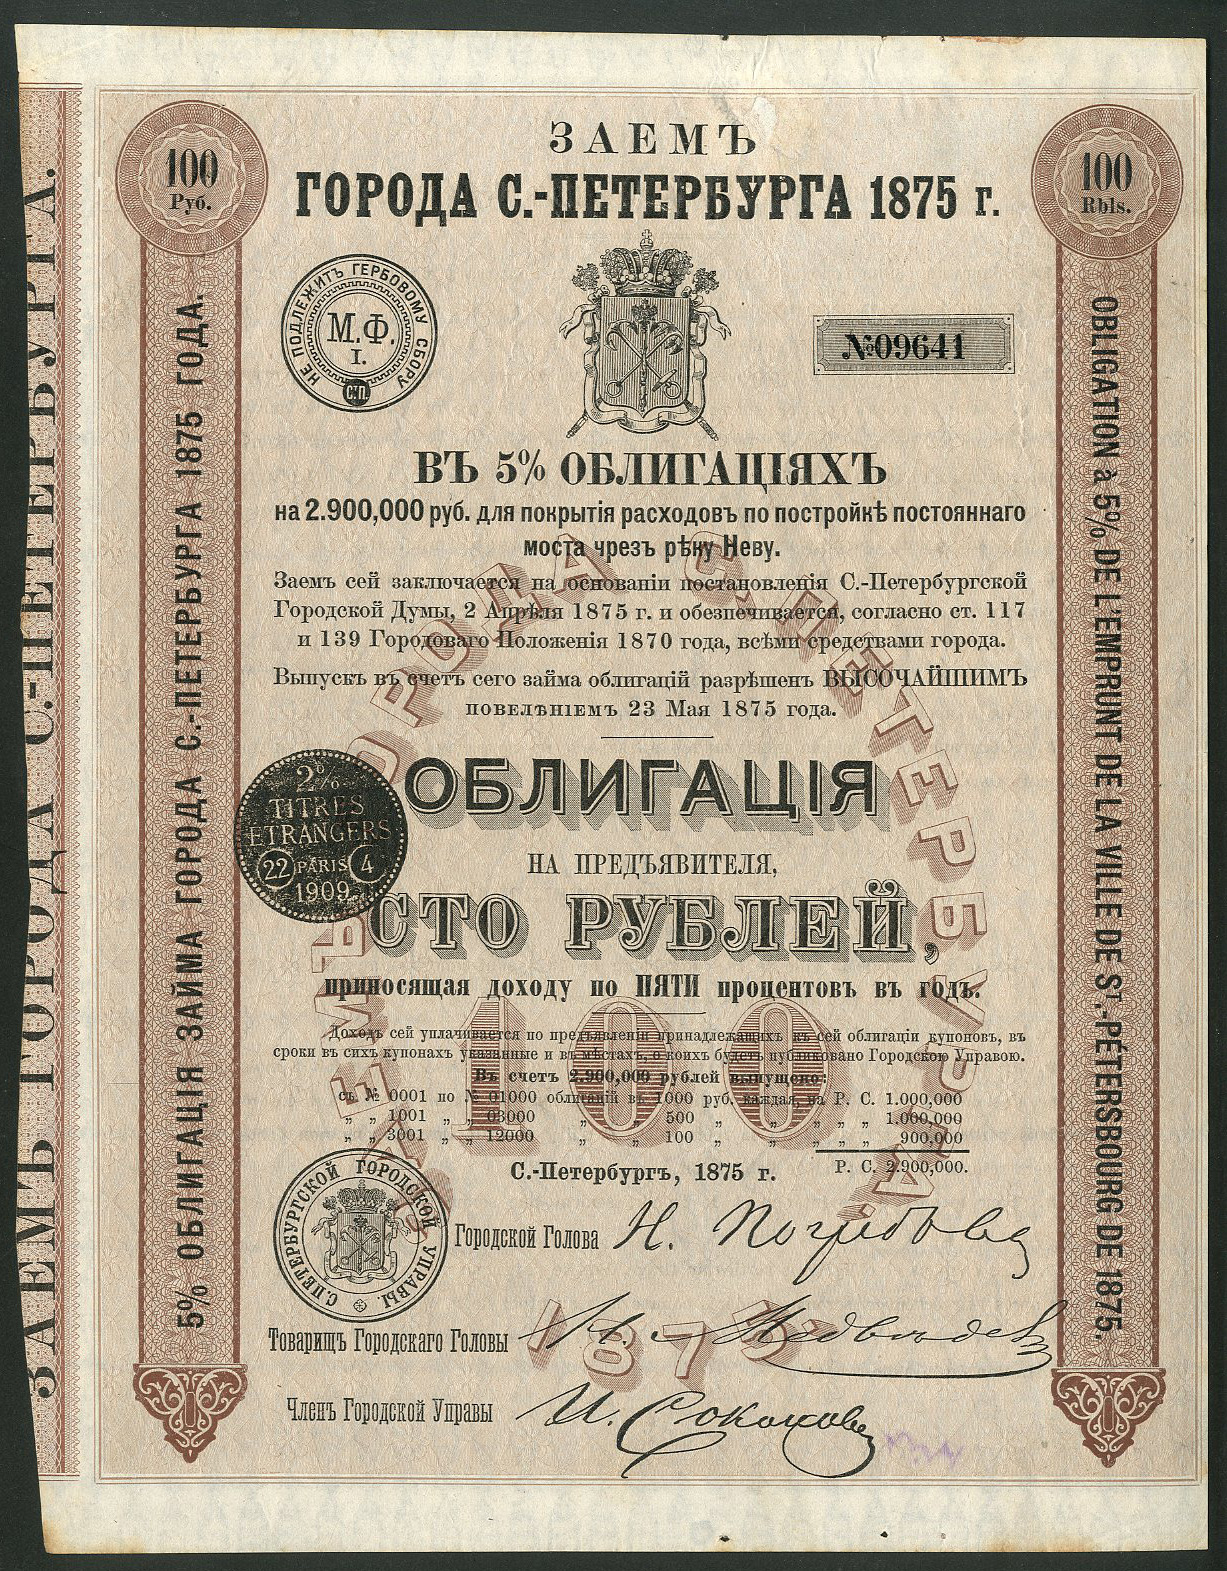 ЗАЕМЪ ГОРОДА С.-ПЕТЕРБУРГА.
100
Руб.
5% ОБЛИГАЦІЯ ЗАЙМА ГОРОДА С.-ПЕТЕРБУРГА 1875 ГОДА.
ЗАЕМЪ
ГОРОДА С.-ПЕТЕРБУРГА 1875 г.
100
Rbls.
OBLIGATION à 5% DE L'EMPRUNT DE LA VILLE DE ST.-PÉTERSBOURG DE 1875.
НЕ ПОДЛЕЖИТЪ ГЕРБОВОМУ СБОРУ
М.Ф.
I.
С.П.
№09641
ВЪ 5% ОБЛИГАЦІЯХЪ
на 2.900,000 руб. для покрытія расходовъ по постройкѣ постояннаго
моста чрезъ рѣку Неву.
Заемъ сей заключается на основаніи постановленія С.-Петербургской
Городской Думы, 2 Апрѣля 1875 г. и обезпечивается, согласно ст. 117
и 139 Городоваго Положенія 1870 года, всѣми средствами города.
Выпускъ въ счетъ сего займа облигацій разрѣшенъ ВЫСОЧАЙШИМЪ
повелѣніемъ 23 Мая 1875 года.
ЗАЕМЪ ГОРОДА С.ПЕТЕРБУРГА.
2%
TITRES
ETRANGERS
22 PARIS 4
1909
ОБЛИГАЦІЯ
НА ПРЕДЪЯВИТЕЛЯ,
СТО РУБЛЕЙ,
приносящая доходу по ПЯТИ процентовъ въ годъ.
100
Доходъ сей уплачивается по предъявленіи принадлежащихъ къ сей облигаціи купоновъ, въ
сроки въ сихъ купонахъ указанные и въ мѣстахъ, о коихъ будетъ публиковано Городскою Управою.
Въ счетъ 2.900,000 рублей выпущено:
съ № 0001 по № 01000 облигацій въ 1000 руб. каждая, на Р. С. 1.000,000
„ „ 1001 „ „ 03000 „ „ 500 „ „ „ „ „ 1.000,000
„ „ 3001 „ „ 12000 „ „ 100 „ „ „ „ „ 900,000
Р. С. 2.900,000.
С.-Петербургъ, 1875 г.
С.ПЕТЕРБУРГСКОЙ ГОРОДСКОЙ УПРАВЫ.
Городской Голова Н. Погребовъ
1875
Товарищъ Городскаго Головы Н. Медвѣдевъ
Членъ Городской Управы И. Соколовъ